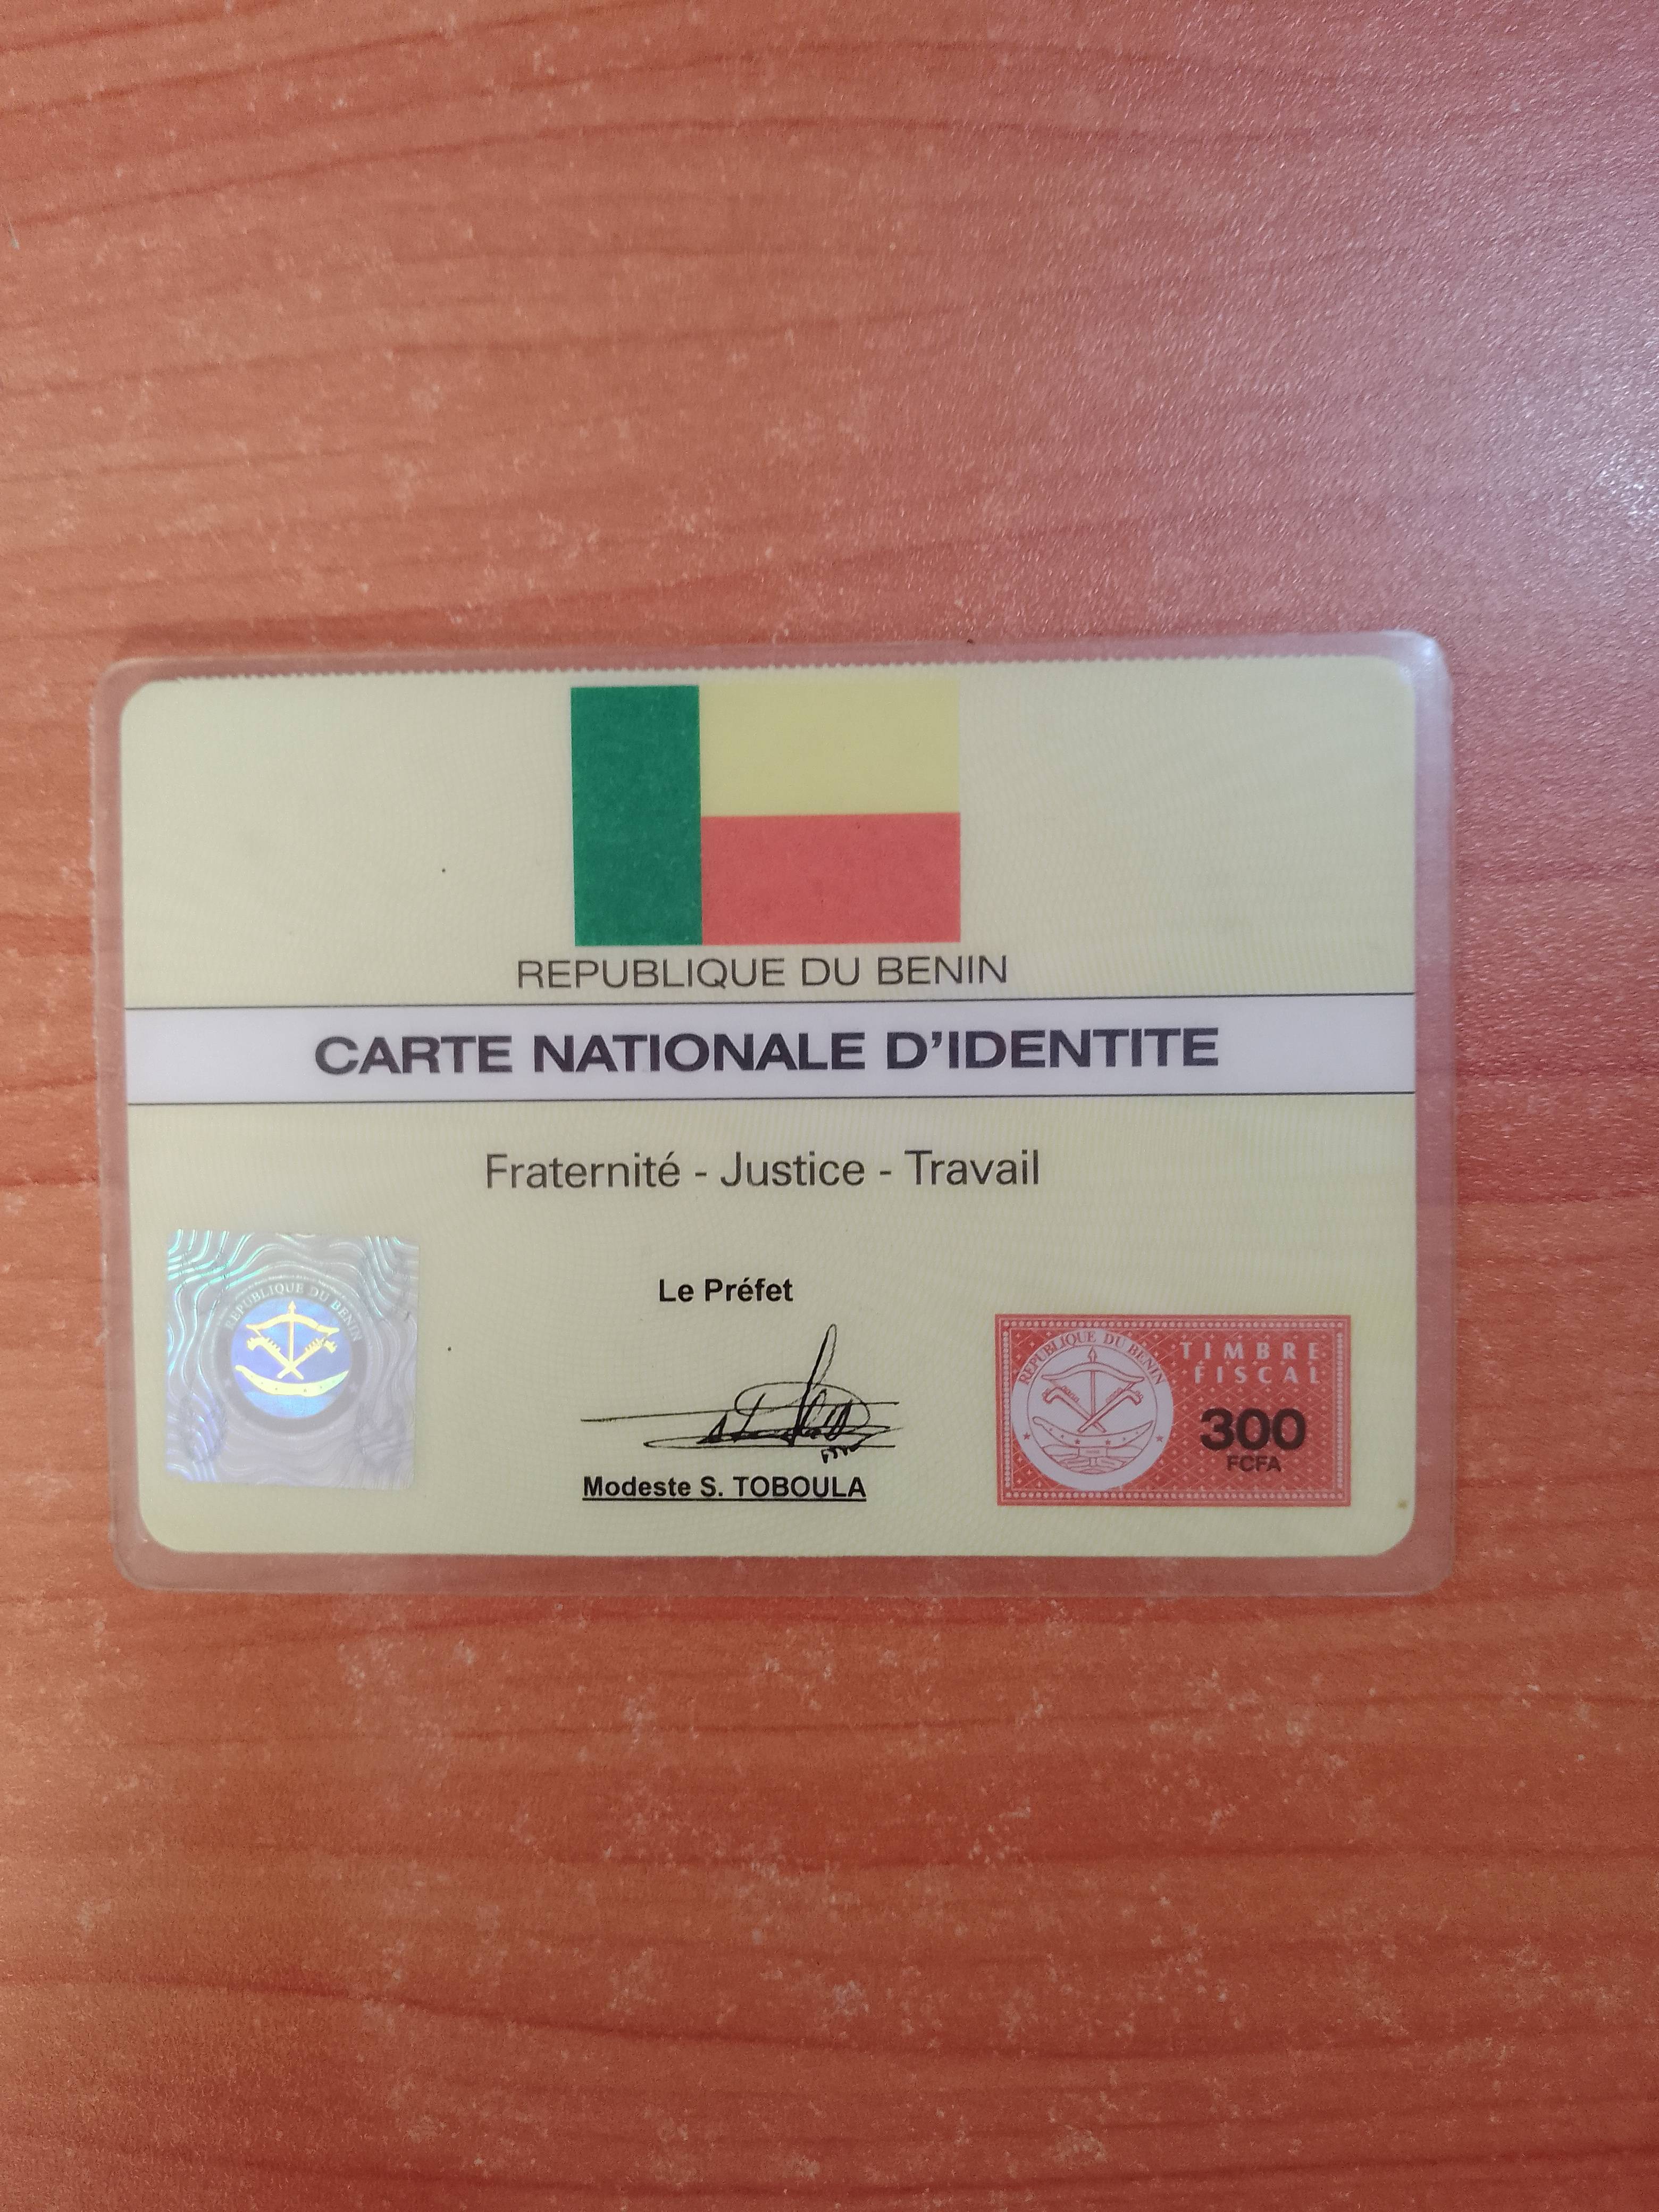 REPUBLIQUE DU BENIN
CARTE NATIONALE D'IDENTITE
Fraternité - Justice - Travail
REPUBLIQUE DU BENIN
Le Préfet
Modeste S. TOBOULA
REPUBLIQUE DU BENIN
TIMBRE
FISCAL
300
FCFA